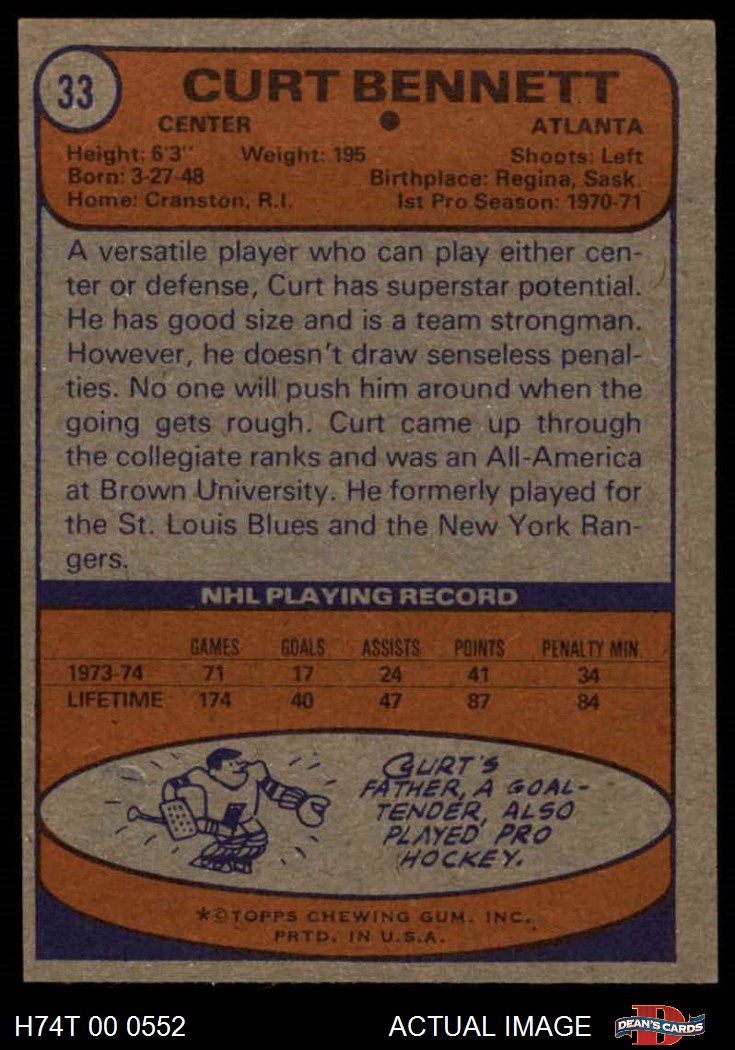 33
CURT BENNETT
CENTER ATLANTA
Height: 6'3" Weight: 195 Shoots: Left
Born: 3-27-48 Birthplace: Regina, Sask.
Home: Cranston, R.I. 1st Pro Season: 1970-71
A versatile player who can play either cen-
ter or defense, Curt has superstar potential.
He has good size and is a team strongman.
However, he doesn't draw senseless penal-
ties. No one will push him around when the
going gets rough. Curt came up through
the collegiate ranks and was an All-America
at Brown University. He formerly played for
the St. Louis Blues and the New York Ran-
gers.
NHL PLAYING RECORD
GAMES GOALS ASSISTS POINTS PENALTY MIN.
1973-74 71 17 24 41 34
LIFETIME 174 40 47 87 84
CURT'S
FATHER, A GOAL-
TENDER, ALSO
PLAYED PRO
HOCKEY.
*©TOPPS CHEWING GUM. INC.
PRTD. IN U.S.A.
H74T 00 0552 ACTUAL IMAGE D DEAN'S CARDS